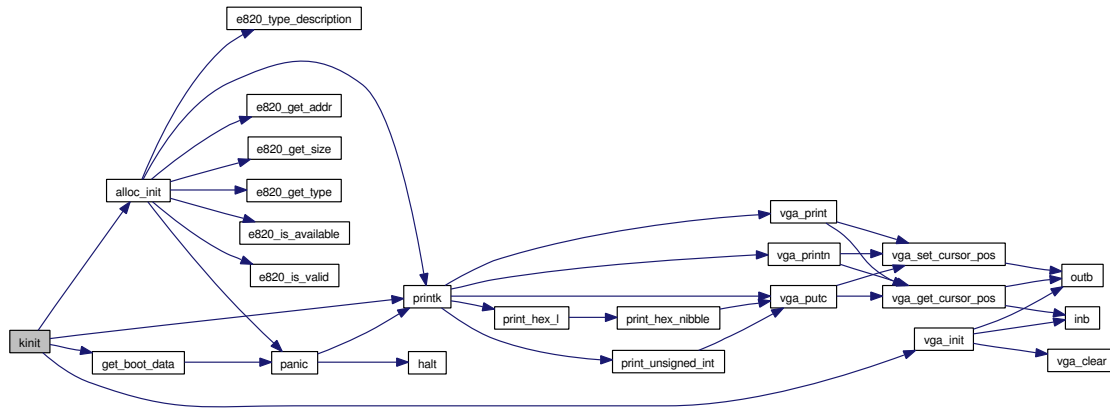 e820_type_description
e820_get_addr
e820_get_size
alloc_init
e820_get_type
vga_print
e820_is_available
vga_printn
vga_set_cursor_pos
e820_is_valid
outb
printk
vga_putc
vga_get_cursor_pos
print_hex_l
print_hex_nibble
inb
kinit
vga_init
get_boot_data
panic
halt
print_unsigned_int
vga_clear